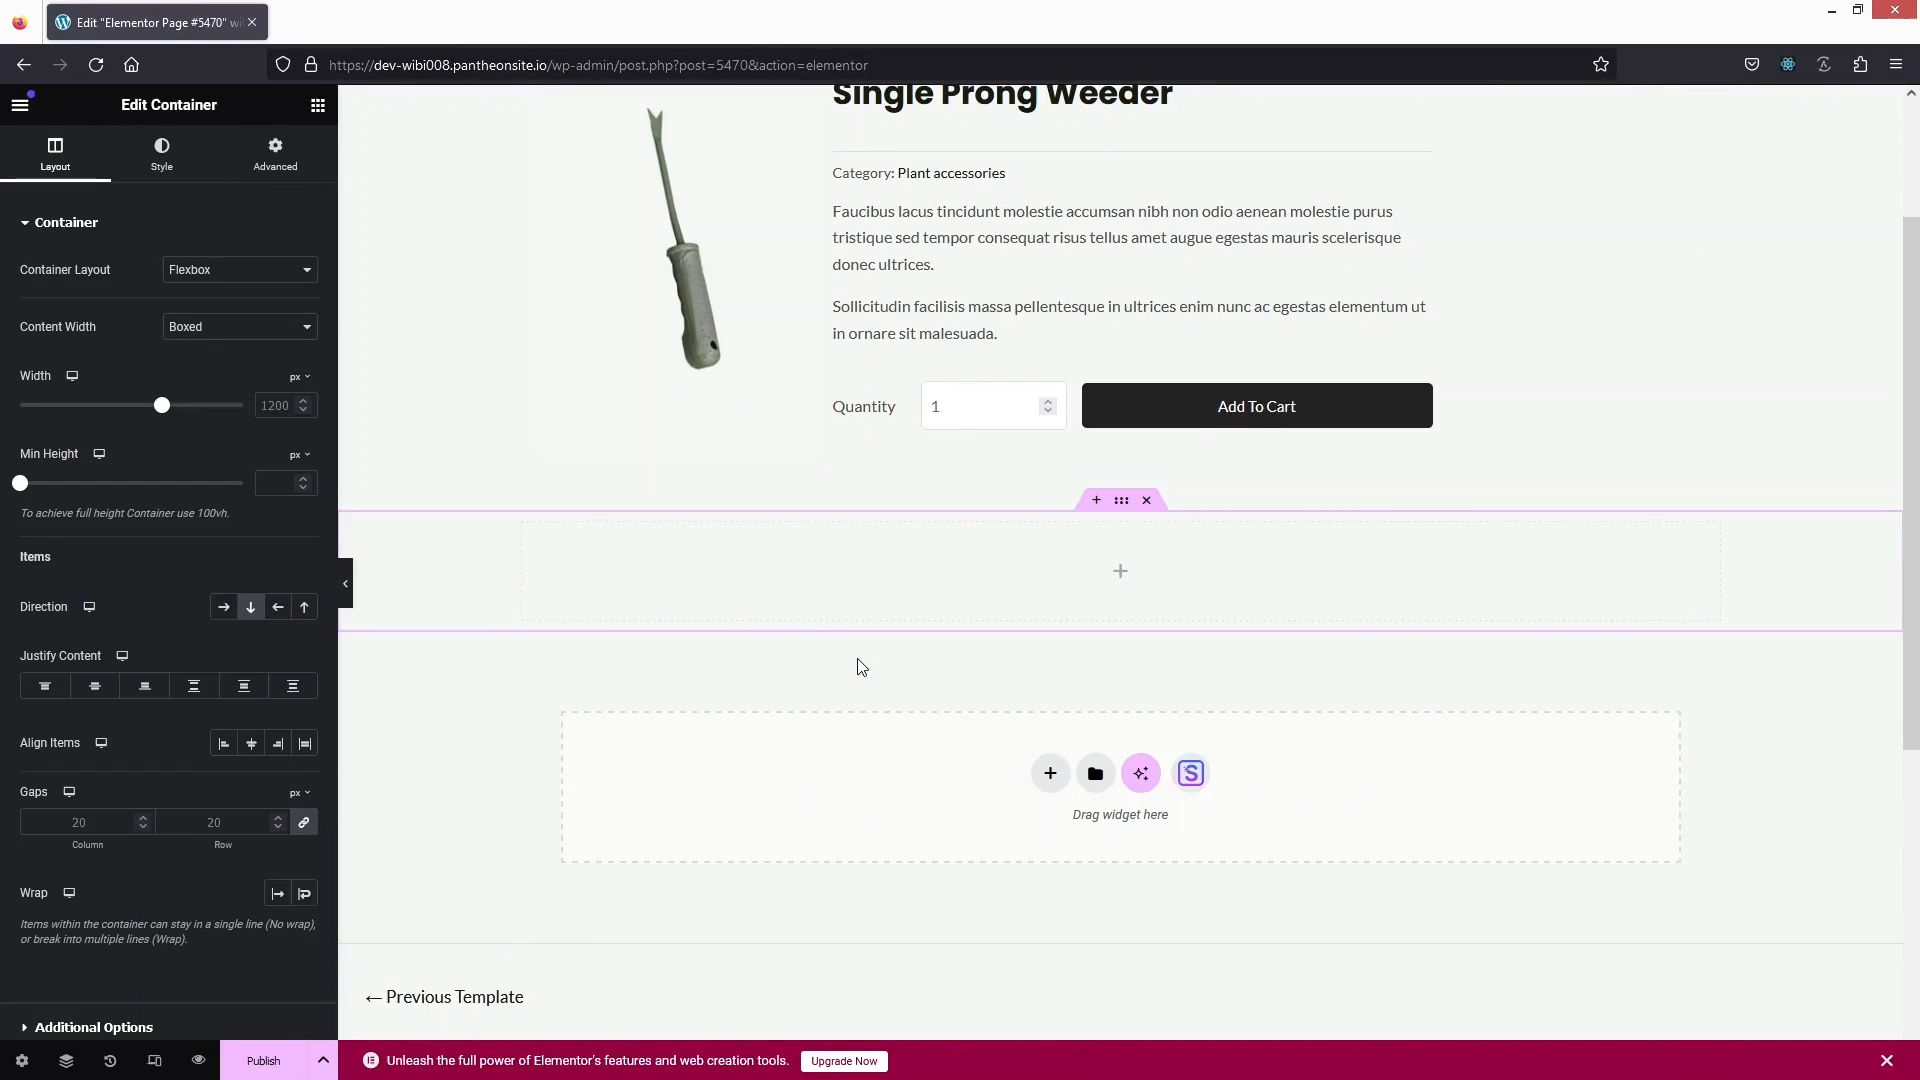 Edit "Elementor Page #5470" wi
https://dev-wibi008.pantheonsite.io/wp-admin/post.php?post=5470&action=elementor
Edit Container
Layout
Style
Advanced
Container
Container Layout
Flexbox
Content Width
Boxed
Width
px
1200
Min Height
px
To achieve full height Container use 100vh.
Items
Direction
Justify Content
Align Items
Gaps
px
20
20
Column
Row
Wrap
Items within the container can stay in a single line (No wrap),
or break into multiple lines (Wrap).
Additional Options
Publish
Single Prong Weeder
Category: Plant accessories
Faucibus lacus tincidunt molestie accumsan nibh non odio aenean molestie purus
tristique sed tempor consequat risus tellus amet augue egestas mauris scelerisque
donec ultrices.
Sollicitudin facilisis massa pellentesque in ultrices enim nunc ac egestas elementum ut
in ornare sit malesuada.
Quantity
1
Add To Cart
Drag widget here
← Previous Template
Unleash the full power of Elementor's features and web creation tools.
Upgrade Now